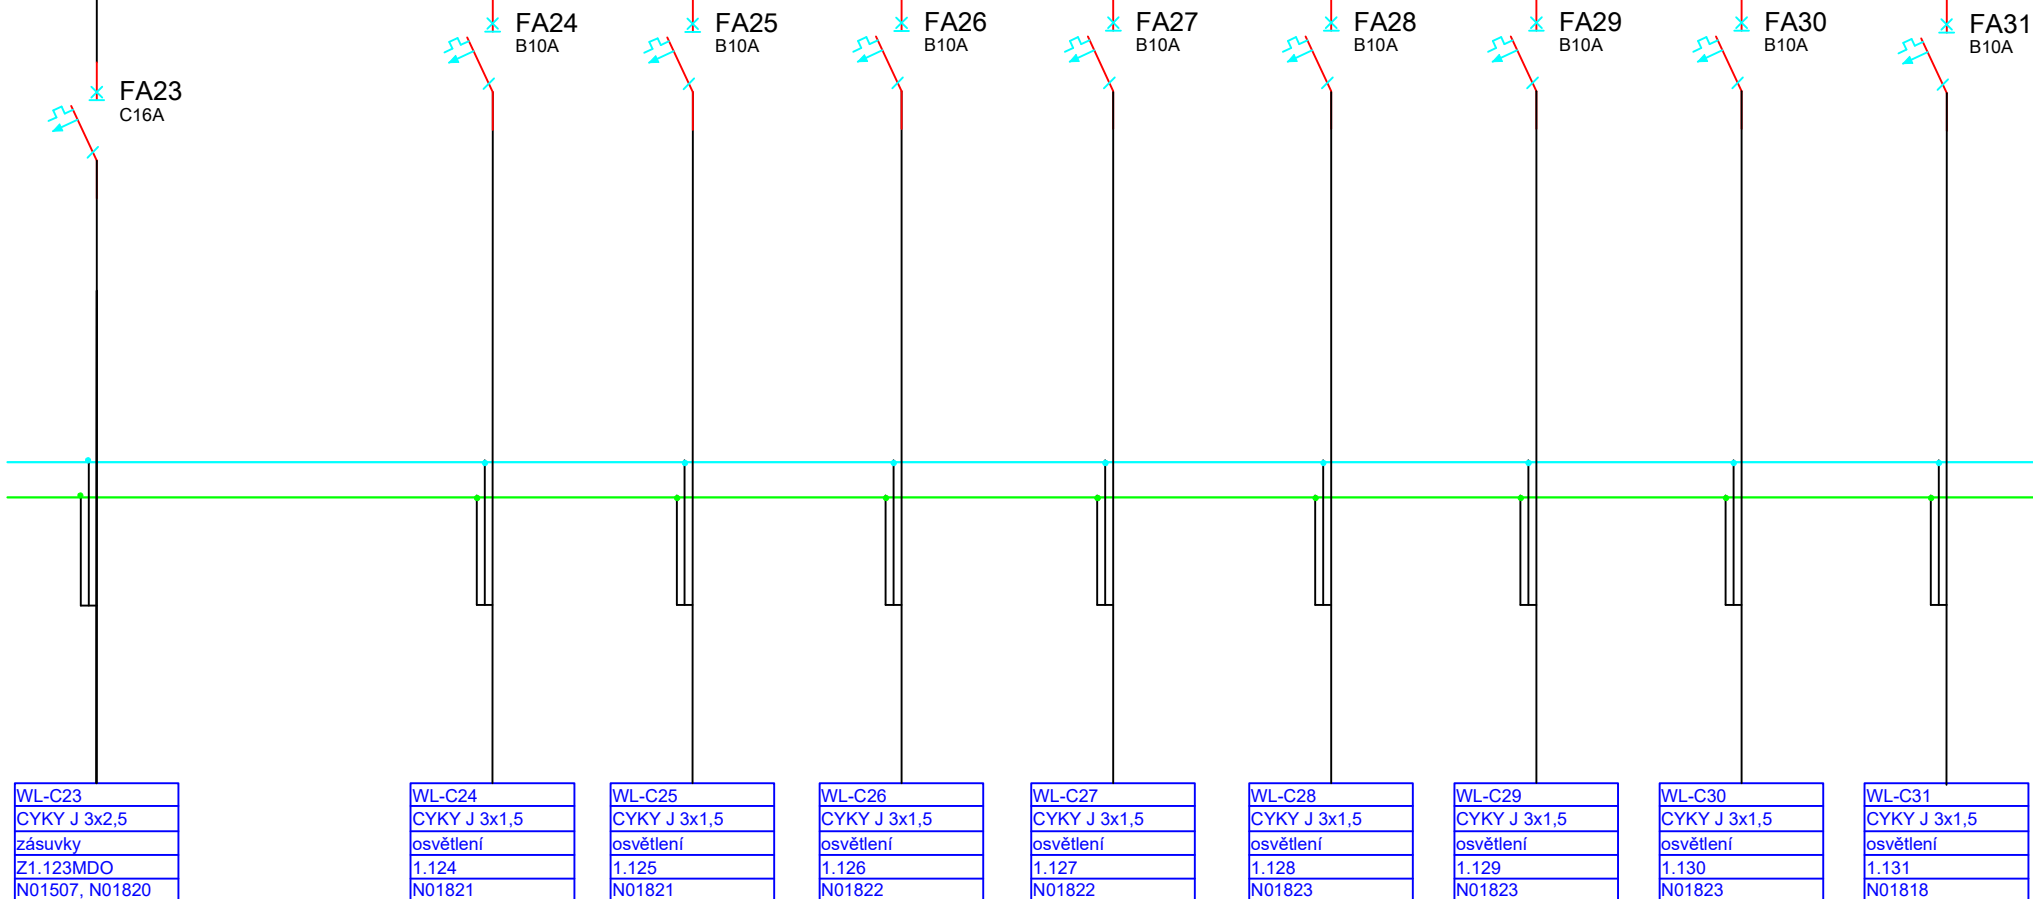 FA23
C16A
FA24
B10A
FA25
B10A
FA26
B10A
FA27
B10A
FA28
B10A
FA29
B10A
FA30
B10A
FA31
B10A
WL-C23
CYKY J 3x2,5
zásuvky
Z1.123MDO
N01507, N01820
WL-C24
CYKY J 3x1,5
osvětlení
1.124
N01821
WL-C25
CYKY J 3x1,5
osvětlení
1.125
N01821
WL-C26
CYKY J 3x1,5
osvětlení
1.126
N01822
WL-C27
CYKY J 3x1,5
osvětlení
1.127
N01822
WL-C28
CYKY J 3x1,5
osvětlení
1.128
N01823
WL-C29
CYKY J 3x1,5
osvětlení
1.129
N01823
WL-C30
CYKY J 3x1,5
osvětlení
1.130
N01823
WL-C31
CYKY J 3x1,5
osvětlení
1.131
N01818